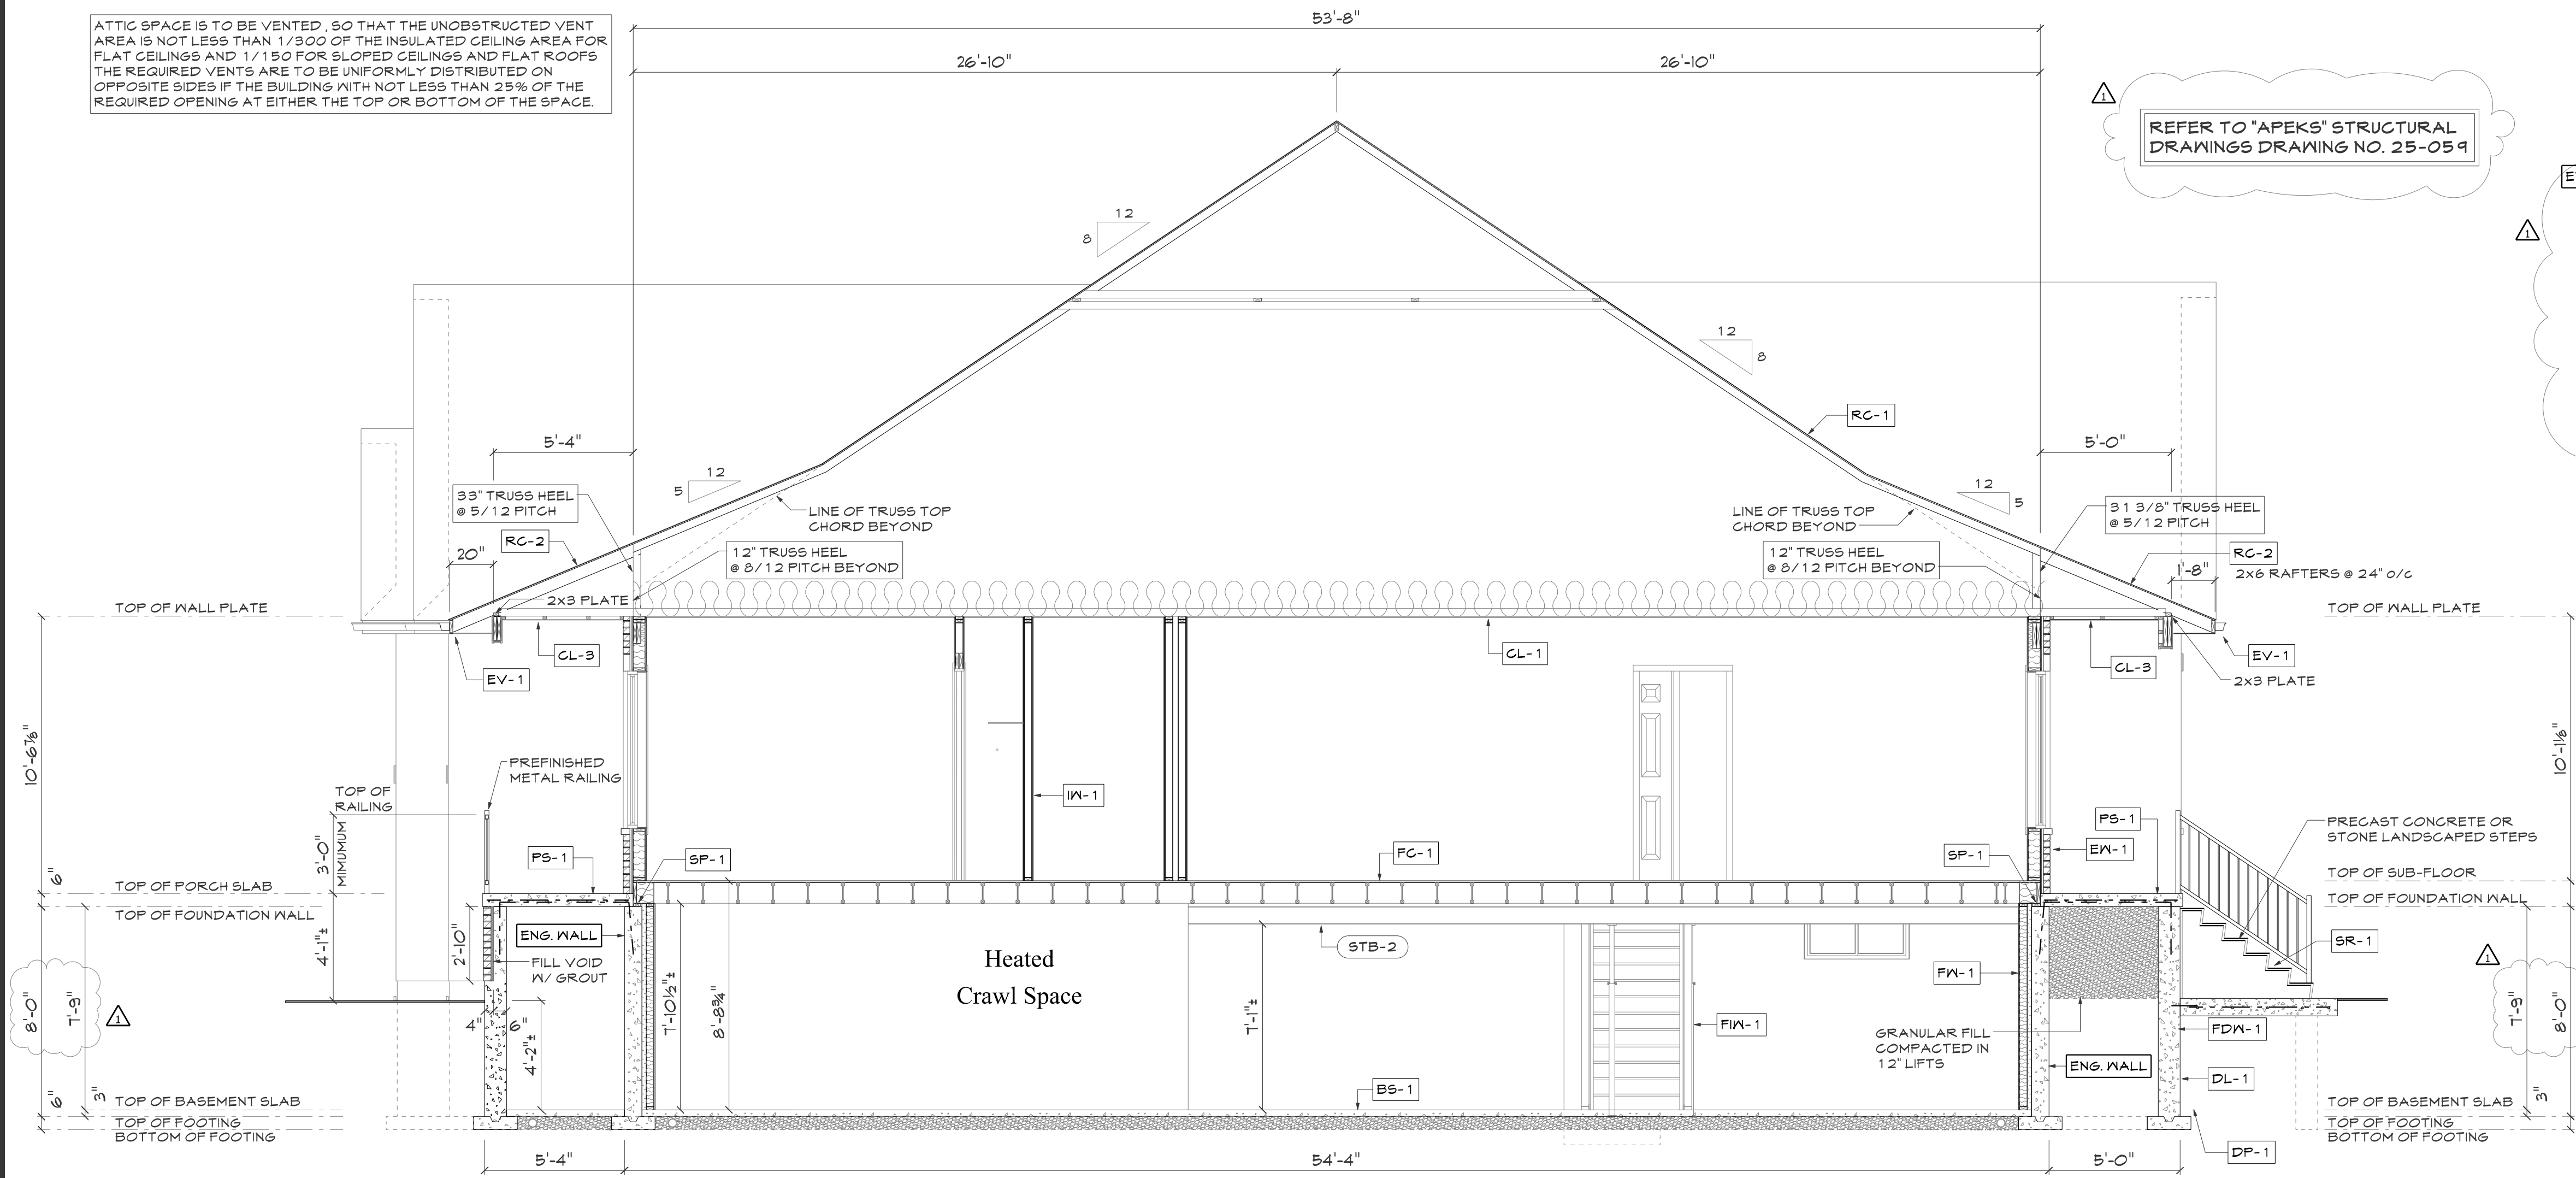 ATTIC SPACE IS TO BE VENTED, SO THAT THE UNOBSTRUCTED VENT
AREA IS NOT LESS THAN 1/300 OF THE INSULATED CEILING AREA FOR
FLAT CEILINGS AND 1/150 FOR SLOPED CEILINGS AND FLAT ROOFS
THE REQUIRED VENTS ARE TO BE UNIFORMLY DISTRIBUTED ON
OPPOSITE SIDES IF THE BUILDING WITH NOT LESS THAN 25% OF THE
REQUIRED OPENING AT EITHER THE TOP OR BOTTOM OF THE SPACE.
53'-8"
26'-10"
26'-10"
1
REFER TO "APEKS" STRUCTURAL
DRAWINGS DRAWING NO. 25-059
1
12
8
12
8
RC-1
5'-4"
5'-0"
12
5
12
5
33" TRUSS HEEL
@ 5/12 PITCH
LINE OF TRUSS TOP
CHORD BEYOND
LINE OF TRUSS TOP
CHORD BEYOND
31 3/8" TRUSS HEEL
@ 5/12 PITCH
RC-2
20"
12" TRUSS HEEL
@ 8/12 PITCH BEYOND
12" TRUSS HEEL
@ 8/12 PITCH BEYOND
RC-2
1'-8"
2x6 RAFTERS @ 24" o/c
TOP OF WALL PLATE
2x3 PLATE
TOP OF WALL PLATE
CL-3
EV-1
CL-1
CL-3
EV-1
2x3 PLATE
10'-6⅞"
10'-1⅛"
PREFINISHED
METAL RAILING
TOP OF
RAILING
3'-0"
MINIMUMUM
IW-1
PS-1
SP-1
FC-1
SP-1
PS-1
EW-1
PRECAST CONCRETE OR
STONE LANDSCAPED STEPS
6"
TOP OF PORCH SLAB
TOP OF FOUNDATION WALL
TOP OF SUB-FLOOR
TOP OF FOUNDATION WALL
4'-1"±
2'-10"
ENG. WALL
FILL VOID
W/ GROUT
Heated
Crawl Space
STB-2
FW-1
SR-1
1
8'-0"
7'-9"
1
4"
6"
4'-2"±
7'-10½"±
8'-8¾"
7'-1"±
FIW-1
GRANULAR FILL
COMPACTED IN
12" LIFTS
FDW-1
ENG. WALL
DL-1
7'-9"
8'-0"
BS-1
6"
3"
TOP OF BASEMENT SLAB
TOP OF FOOTING
BOTTOM OF FOOTING
3"
TOP OF BASEMENT SLAB
TOP OF FOOTING
BOTTOM OF FOOTING
DP-1
5'-4"
54'-4"
5'-0"